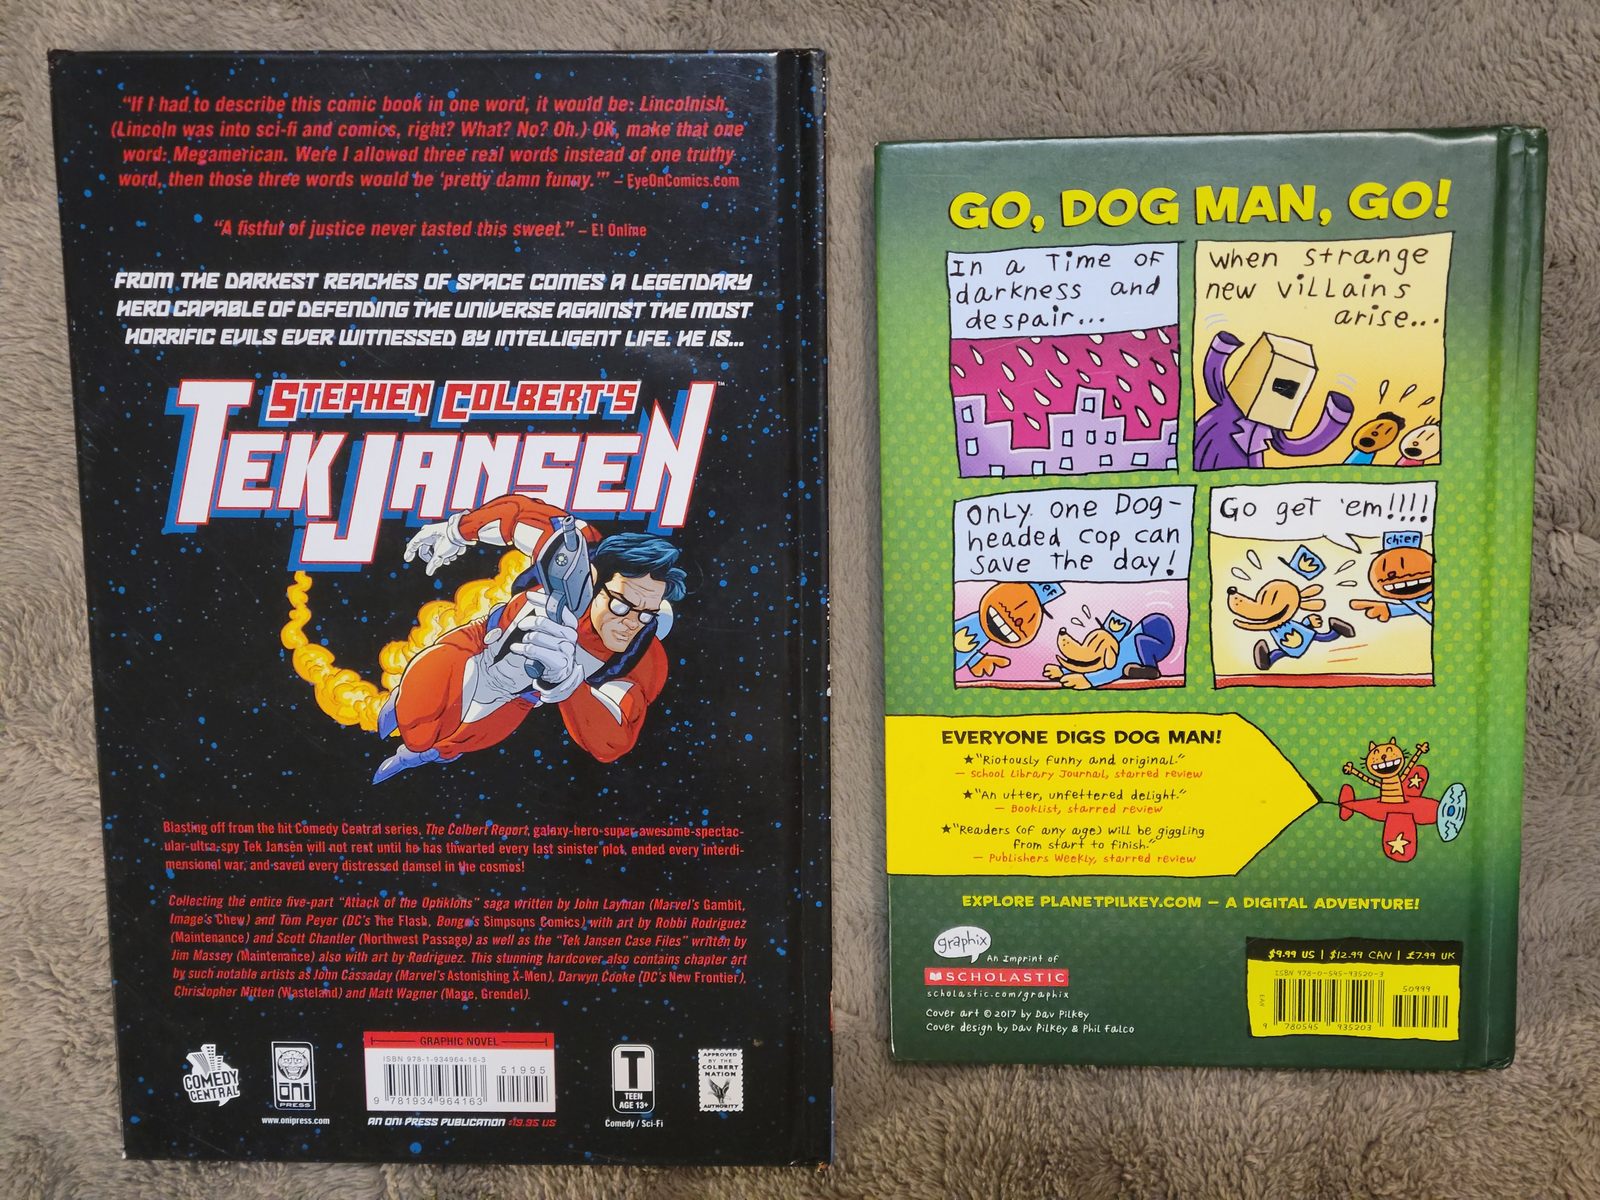 “If I had to describe this comic book in one word, it would be: Lincolnish.
(Lincoln was into sci-fi and comics, right? What? No? Oh.) OK, make that one
word: Megamerican. Were I allowed three real words instead of one truthy
word, then those three words would be ‘pretty damn funny.’” – EyeOnComics.com
“A fistful of justice never tasted this sweet.” – E! Online
FROM THE DARKEST REACHES OF SPACE COMES A LEGENDARY
HERO CAPABLE OF DEFENDING THE UNIVERSE AGAINST THE MOST
HORRIFIC EVILS EVER WITNESSED BY INTELLIGENT LIFE. HE IS...
STEPHEN COLBERT'S
TEK JANSEN™
Blasting off from the hit Comedy Central series, The Colbert Report, galaxy-hero-super-awesome-spectac-
ular-ultra-spy Tek Jansen will not rest until he has thwarted every last sinister plot, ended every interdi-
mensional war, and saved every distressed damsel in the cosmos!
Collecting the entire five-part “Attack of the Optiklons” saga written by John Layman (Marvel's Gambit,
Image's Chew) and Tom Peyer (DC's The Flash, Bongo's Simpsons Comics) with art by Robbi Rodriguez
(Maintenance) and Scott Chantler (Northwest Passage) as well as the “Tek Jansen Case Files” written by
Jim Massey (Maintenance) also with art by Rodriguez. This stunning hardcover also contains chapter art
by such notable artists as John Cassaday (Marvel's Astonishing X-Men), Darwyn Cooke (DC's New Frontier),
Christopher Mitten (Wasteland) and Matt Wagner (Mage, Grendel).
COMEDY
CENTRAL
ōni
PRESS
www.onipress.com
GRAPHIC NOVEL
ISBN 978-1-934964-16-3
51995
9 781934 964163
AN ONI PRESS PUBLICATION $19.95 US
T
TEEN
AGE 13+
Comedy / Sci-Fi
APPROVED
BY THE
COLBERT
NATION
AUTHORITY
GO, DOG MAN, GO!
In a Time of
darkness and
despair...
When strange
new villains
arise...
Only one Dog-
headed cop can
save the day!
chief
Go get 'em!!!!
chief
EVERYONE DIGS DOG MAN!
★“Riotously funny and original.”
— School Library Journal, starred review
★“An utter, unfettered delight.”
— Booklist, starred review
★“Readers (of any age) will be giggling
from start to finish.”
— Publishers Weekly, starred review
EXPLORE PLANETPILKEY.COM — A DIGITAL ADVENTURE!
graphix
An Imprint of
SCHOLASTIC
scholastic.com/graphix
Cover art © 2017 by Dav Pilkey
Cover design by Dav Pilkey & Phil Falco
$9.99 US | $12.99 CAN | £7.99 UK
ISBN 978-0-545-93520-3
50999
EAN
9 780545 935203